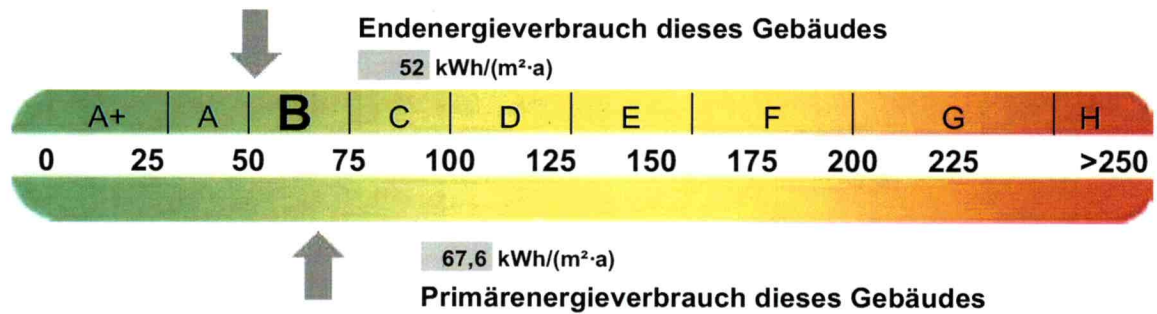 Endenergieverbrauch dieses Gebäudes
52 kWh/(m²·a)
A+ A B C D E F G H
0 25 50 75 100 125 150 175 200 225 >250
67,6 kWh/(m²·a)
Primärenergieverbrauch dieses Gebäudes